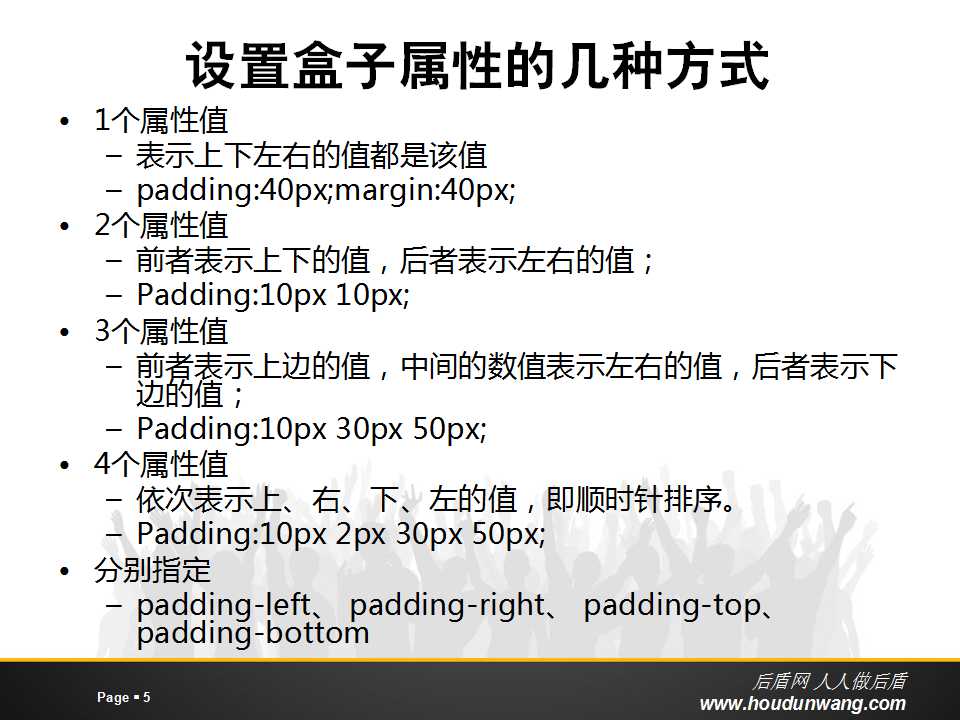 设置盒子属性的几种方式
• 1个属性值
– 表示上下左右的值都是该值
– padding:40px;margin:40px;
• 2个属性值
– 前者表示上下的值，后者表示左右的值；
– Padding:10px 10px;
• 3个属性值
– 前者表示上边的值，中间的数值表示左右的值，后者表示下
边的值；
– Padding:10px 30px 50px;
• 4个属性值
– 依次表示上、右、下、左的值，即顺时针排序。
– Padding:10px 2px 30px 50px;
• 分别指定
– padding-left、 padding-right、 padding-top、
padding-bottom
Page ▪ 5
后盾网 人人做后盾
www.houdunwang.com